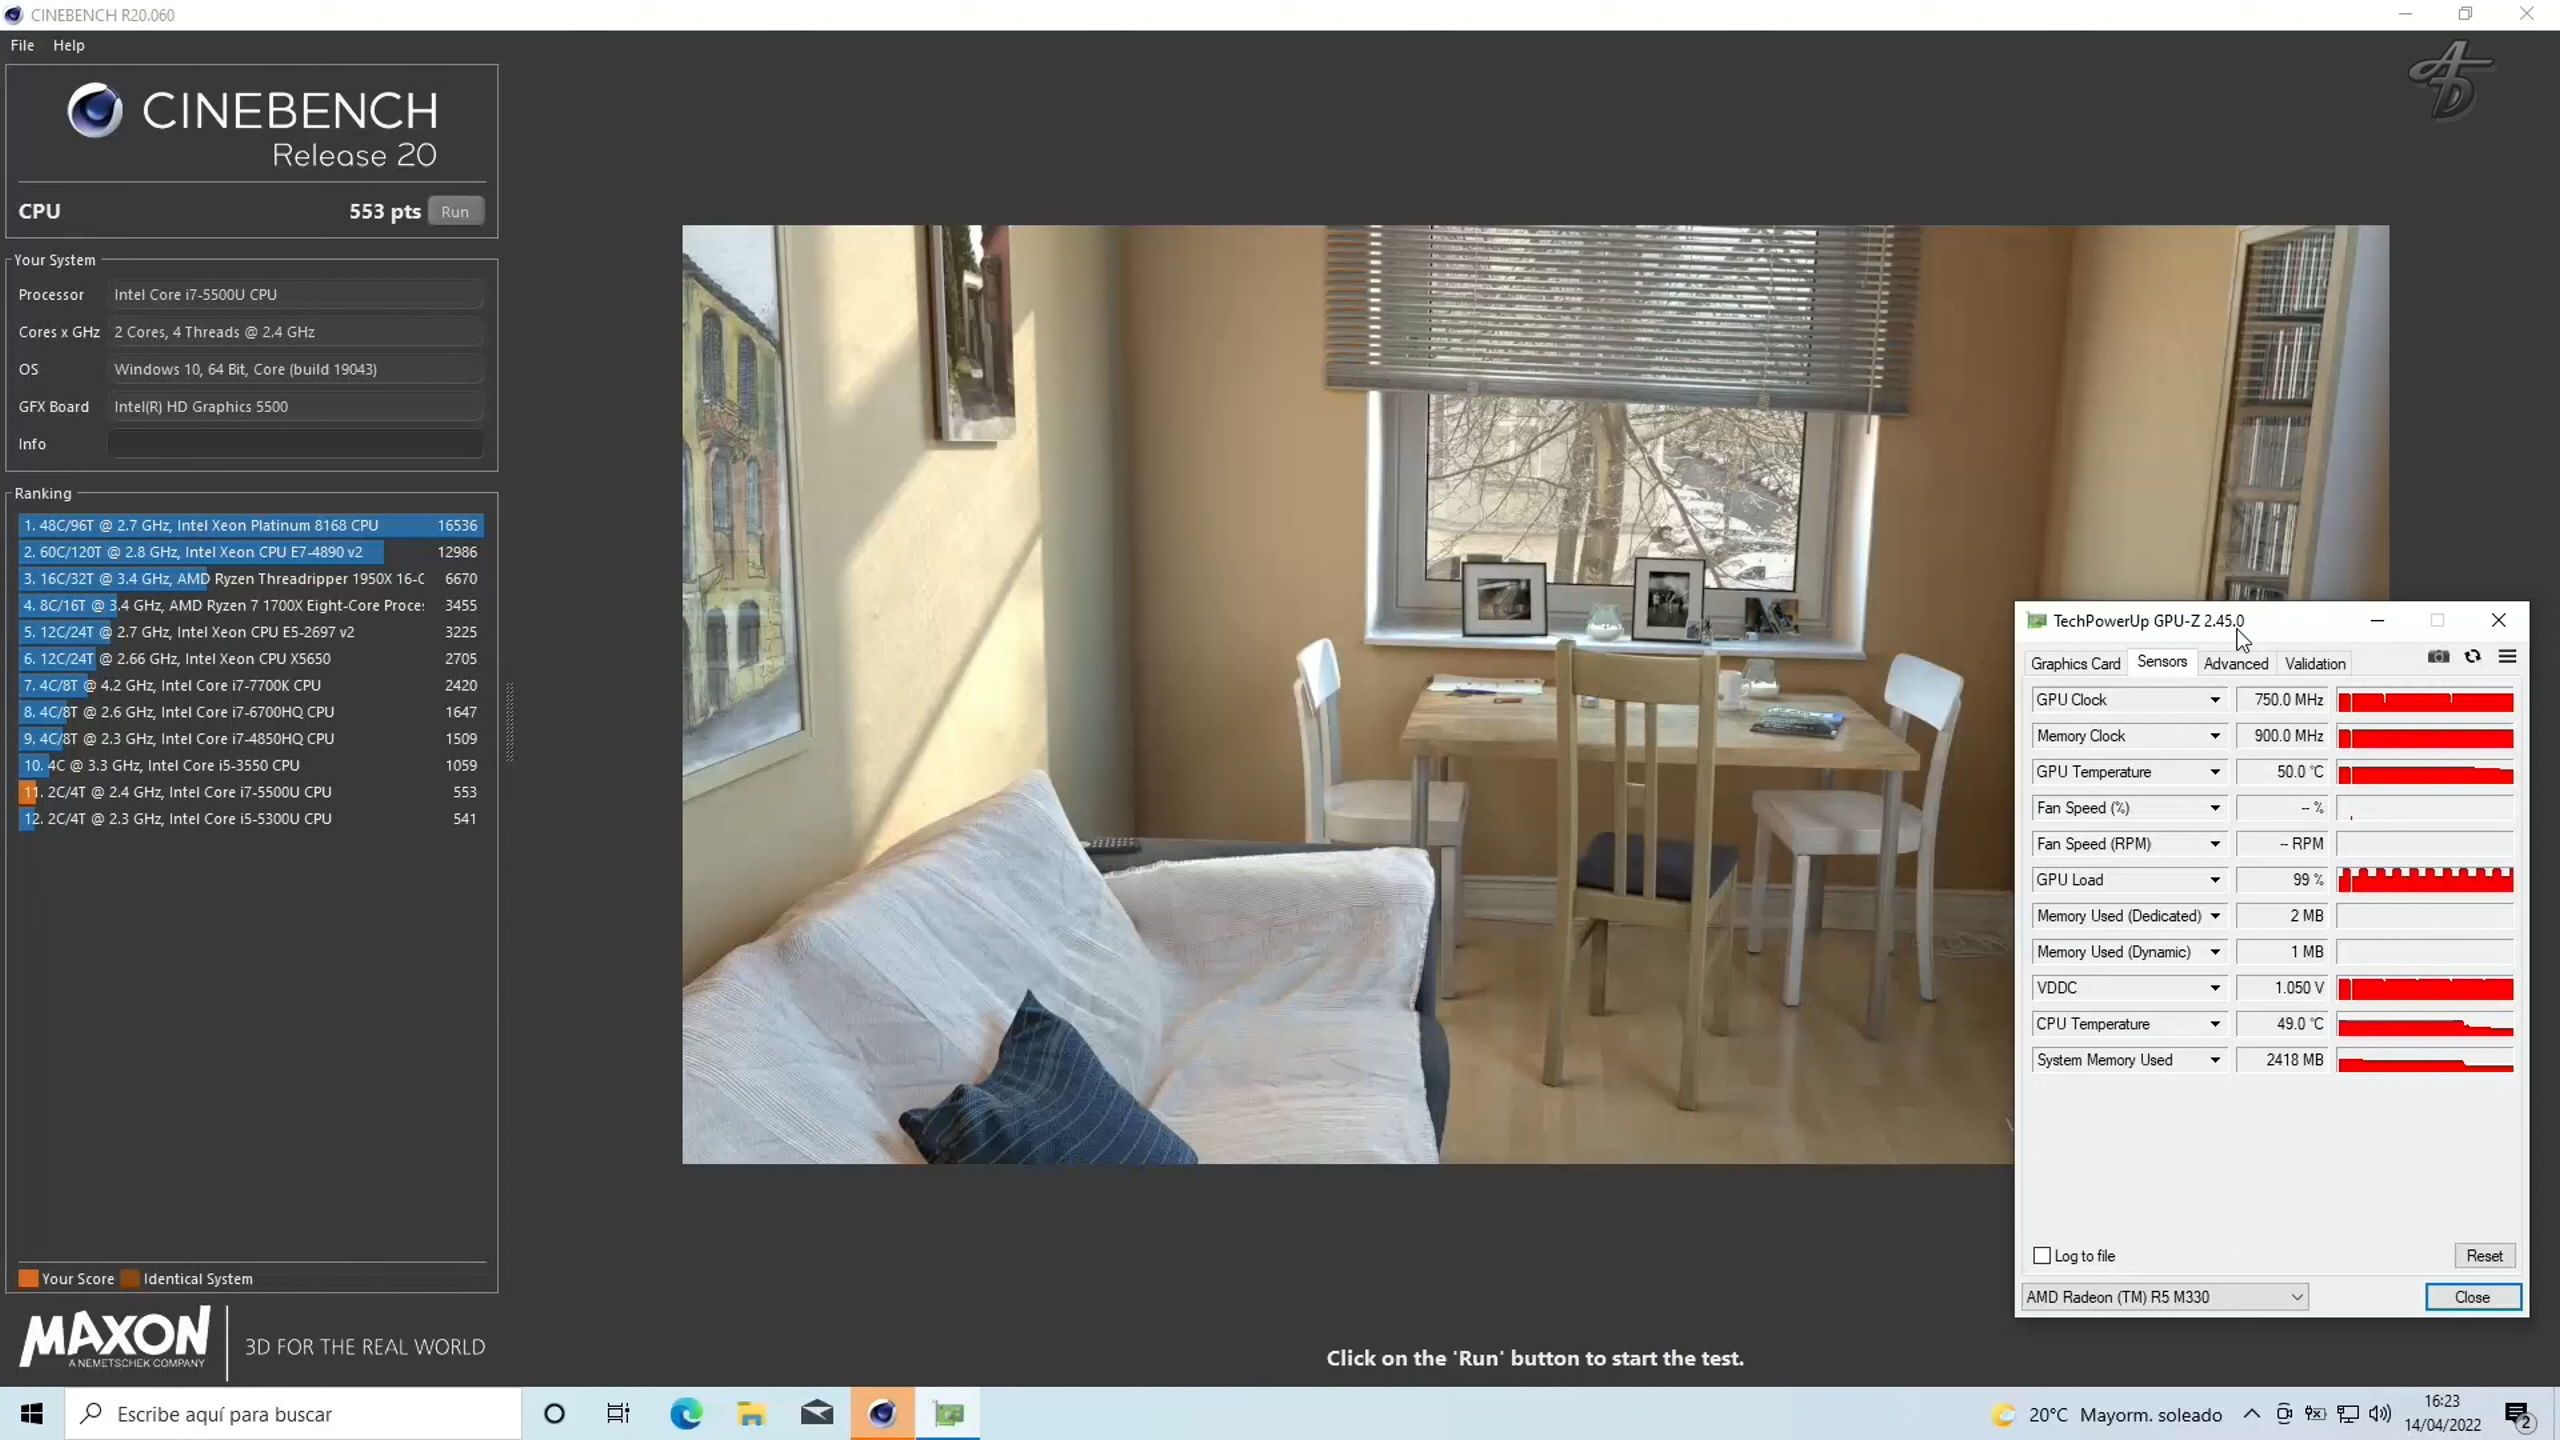 CINEBENCH R20.060
File Help
CINEBENCH
Release 20
CPU 553 pts Run
Your System
Processor Intel Core i7-5500U CPU
Cores x GHz 2 Cores, 4 Threads @ 2.4 GHz
OS Windows 10, 64 Bit, Core (build 19043)
GFX Board Intel(R) HD Graphics 5500
Info
Ranking
1. 48C/96T @ 2.7 GHz, Intel Xeon Platinum 8168 CPU 16536
2. 60C/120T @ 2.8 GHz, Intel Xeon CPU E7-4890 v2 12986
3. 16C/32T @ 3.4 GHz, AMD Ryzen Threadripper 1950X 16-C 6670
4. 8C/16T @ 3.4 GHz, AMD Ryzen 7 1700X Eight-Core Proce 3455
5. 12C/24T @ 2.7 GHz, Intel Xeon CPU E5-2697 v2 3225
6. 12C/24T @ 2.66 GHz, Intel Xeon CPU X5650 2705
7. 4C/8T @ 4.2 GHz, Intel Core i7-7700K CPU 2420
8. 4C/8T @ 2.6 GHz, Intel Core i7-6700HQ CPU 1647
9. 4C/8T @ 2.3 GHz, Intel Core i7-4850HQ CPU 1509
10. 4C @ 3.3 GHz, Intel Core i5-3550 CPU 1059
11. 2C/4T @ 2.4 GHz, Intel Core i7-5500U CPU 553
12. 2C/4T @ 2.3 GHz, Intel Core i5-5300U CPU 541
Your Score Identical System
MAXON
A NEMETSCHEK COMPANY
3D FOR THE REAL WORLD
Click on the 'Run' button to start the test.
TechPowerUp GPU-Z 2.45.0
Graphics Card Sensors Advanced Validation
GPU Clock 750.0 MHz
Memory Clock 900.0 MHz
GPU Temperature 50.0 °C
Fan Speed (%) -- %
Fan Speed (RPM) -- RPM
GPU Load 99 %
Memory Used (Dedicated) 2 MB
Memory Used (Dynamic) 1 MB
VDDC 1.050 V
CPU Temperature 49.0 °C
System Memory Used 2418 MB
Log to file Reset
AMD Radeon (TM) R5 M330 Close
Escribe aquí para buscar
20°C Mayorm. soleado
16:23
14/04/2022
2